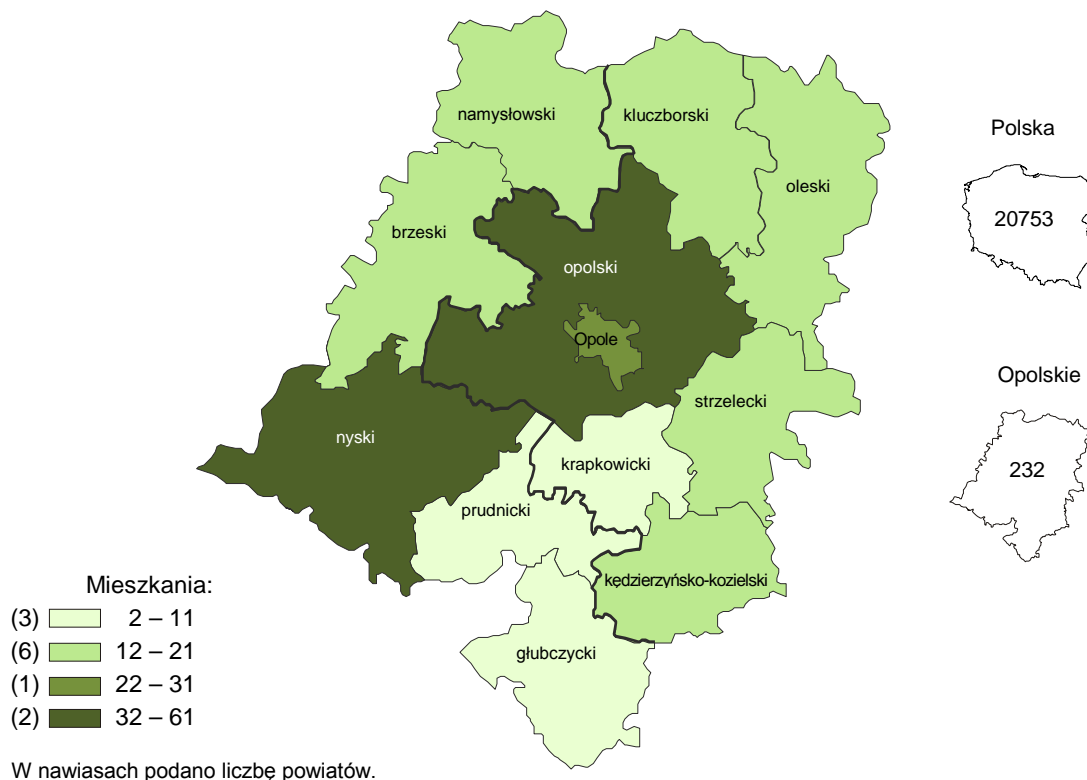 namysłowski
kluczborski
oleski
brzeski
opolski
Opole
strzelecki
nyski
krapkowicki
prudnicki
kędzierzyńsko-kozielski
głubczycki
Polska
20753
Opolskie
232
Mieszkania:
(3) 2 – 11
(6) 12 – 21
(1) 22 – 31
(2) 32 – 61
W nawiasach podano liczbę powiatów.